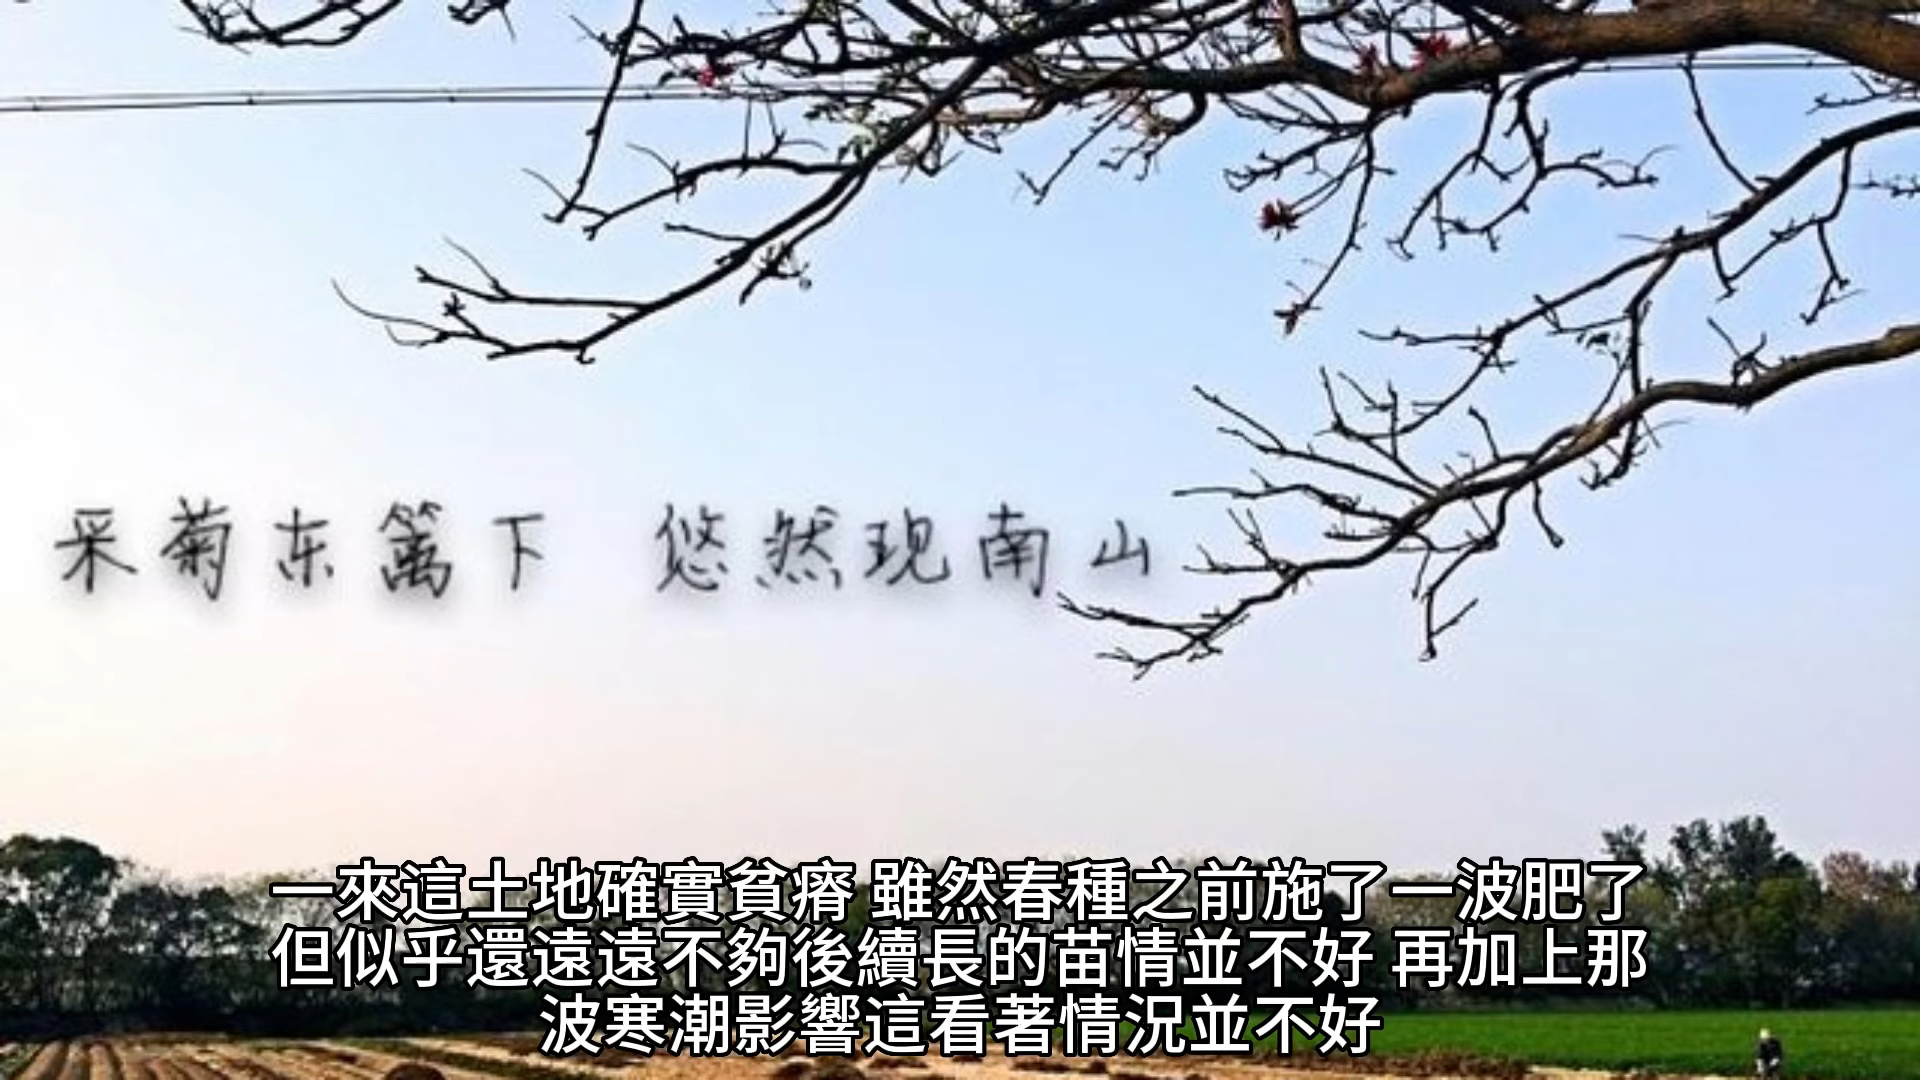 采菊东篱下 悠然现南山
一來這土地確實貧瘠 雖然春種之前施了一波肥了
但似乎還遠遠不夠後續長的苗情並不好 再加上那
波寒潮影響這看著情況並不好